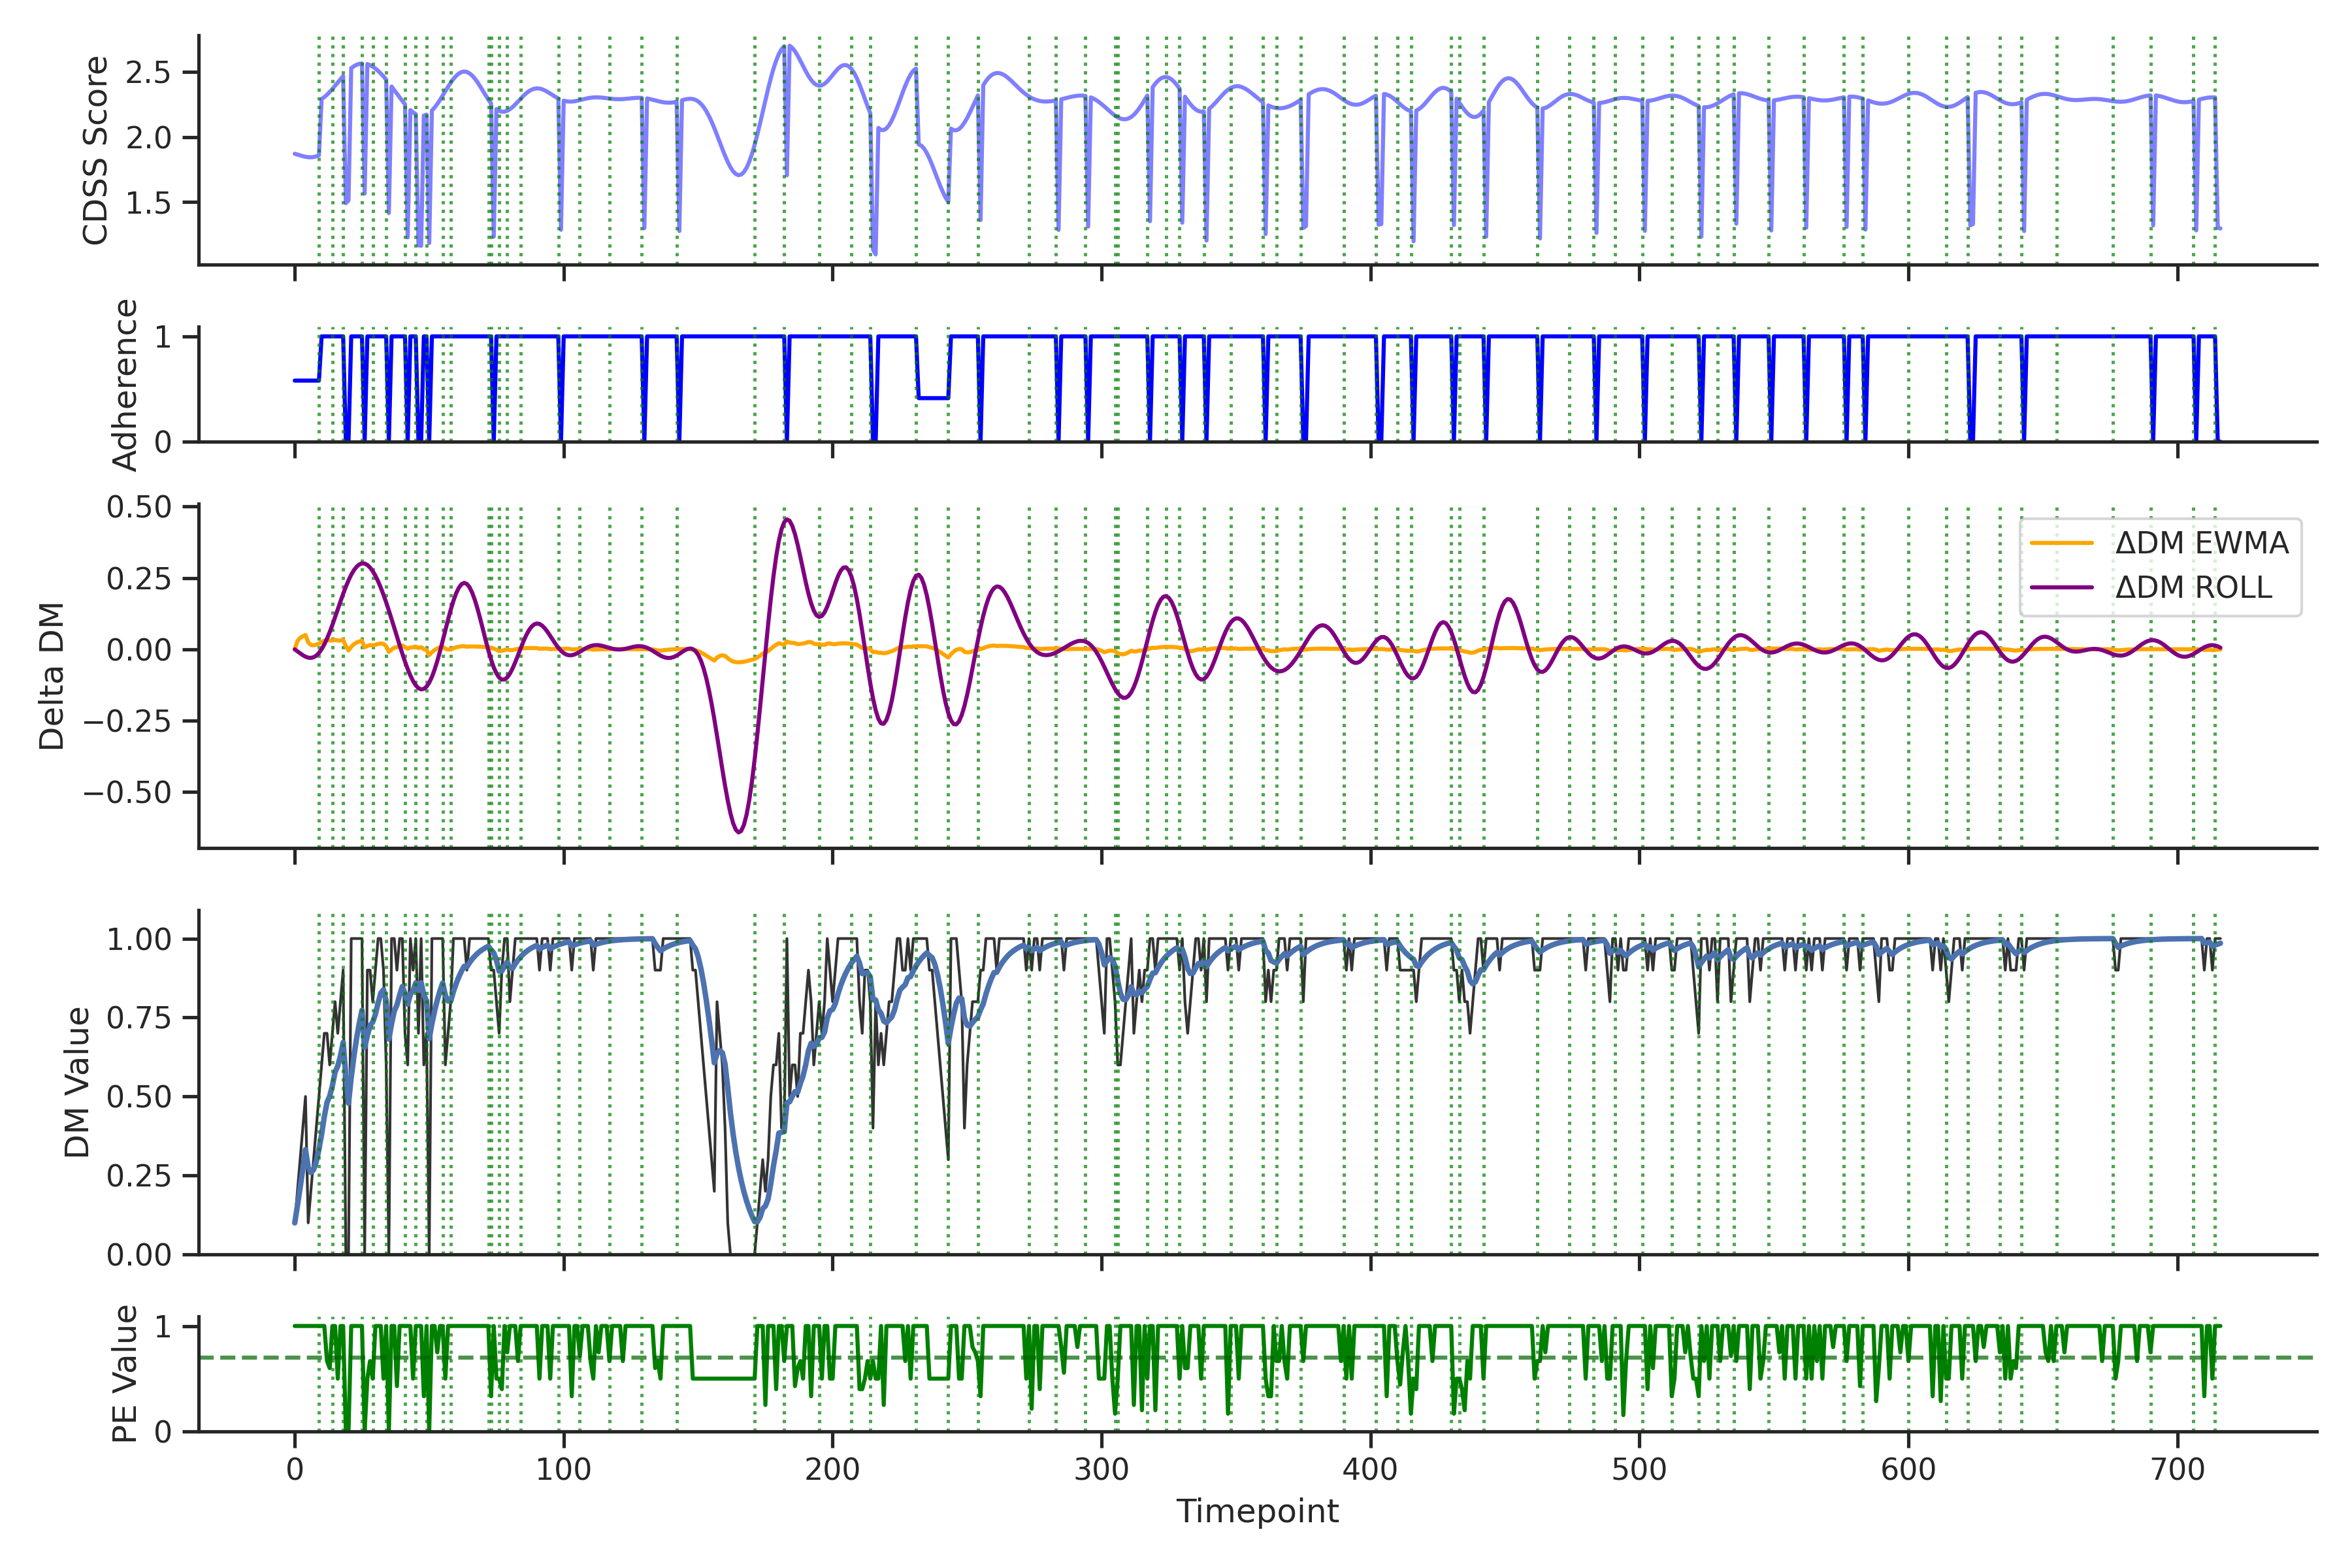 CDSS Score
2.5
2.0
1.5
Adherence
1
0
Delta DM
0.50
0.25
0.00
−0.25
−0.50
ΔDM EWMA
ΔDM ROLL
DM Value
1.00
0.75
0.50
0.25
0.00
PE Value
1
0
0 100 200 300 400 500 600 700
Timepoint